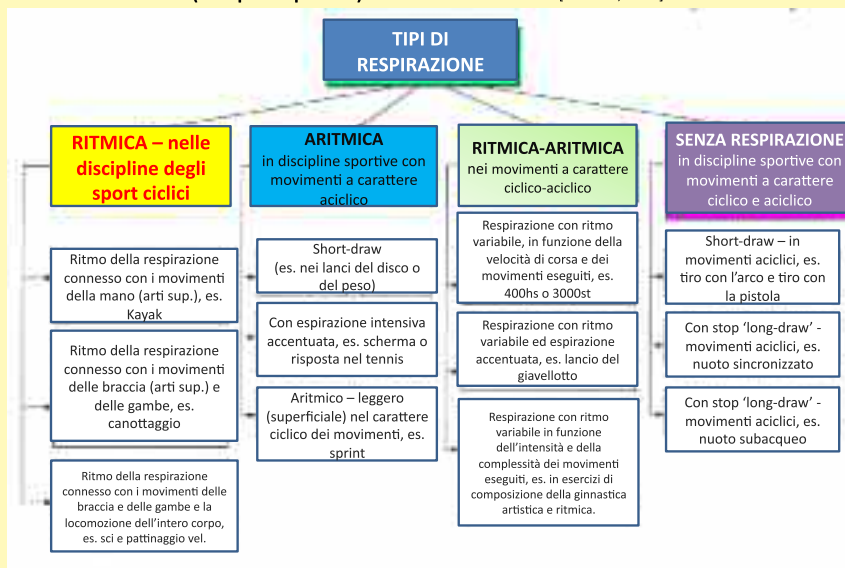 TIPI DI
RESPIRAZIONE
RITMICA – nelle
discipline degli
sport ciclici
Ritmo della respirazione
connesso con i movimenti
della mano (arti sup.), es.
Kayak
Ritmo della respirazione
connesso con i movimenti
delle braccia (arti sup.) e
delle gambe, es.
canottaggio
Ritmo della respirazione
connesso con i movimenti delle
braccia e delle gambe e la
locomozione dell'intero corpo,
es. sci e pattinaggio vel.
ARITMICA
in discipline sportive con
movimenti a carattere
aciclico
Short-draw
(es. nei lanci del disco o
del peso)
Con espirazione intensiva
accentuata, es. scherma o
risposta nel tennis
Aritmico – leggero
(superficiale) nel carattere
ciclico dei movimenti, es.
sprint
RITMICA-ARITMICA
nei movimenti a carattere
ciclico-aciclico
Respirazione con ritmo
variabile, in funzione della
velocità di corsa e dei
movimenti eseguiti, es.
400hs o 3000st
Respirazione con ritmo
variabile ed espirazione
accentuata, es. lancio del
giavellotto
Respirazione con ritmo
variabile in funzione
dell'intensità e della
complessità dei movimenti
eseguiti, es. in esercizi di
composizione della ginnastica
artistica e ritmica.
SENZA RESPIRAZIONE
in discipline sportive con
movimenti a carattere
ciclico e aciclico
Short-draw – in
movimenti aciclici, es.
tiro con l'arco e tiro con
la pistola
Con stop 'long-draw' -
movimenti aciclici, es.
nuoto sincronizzato
Con stop 'long-draw' -
movimenti aciclici, es.
nuoto subacqueo